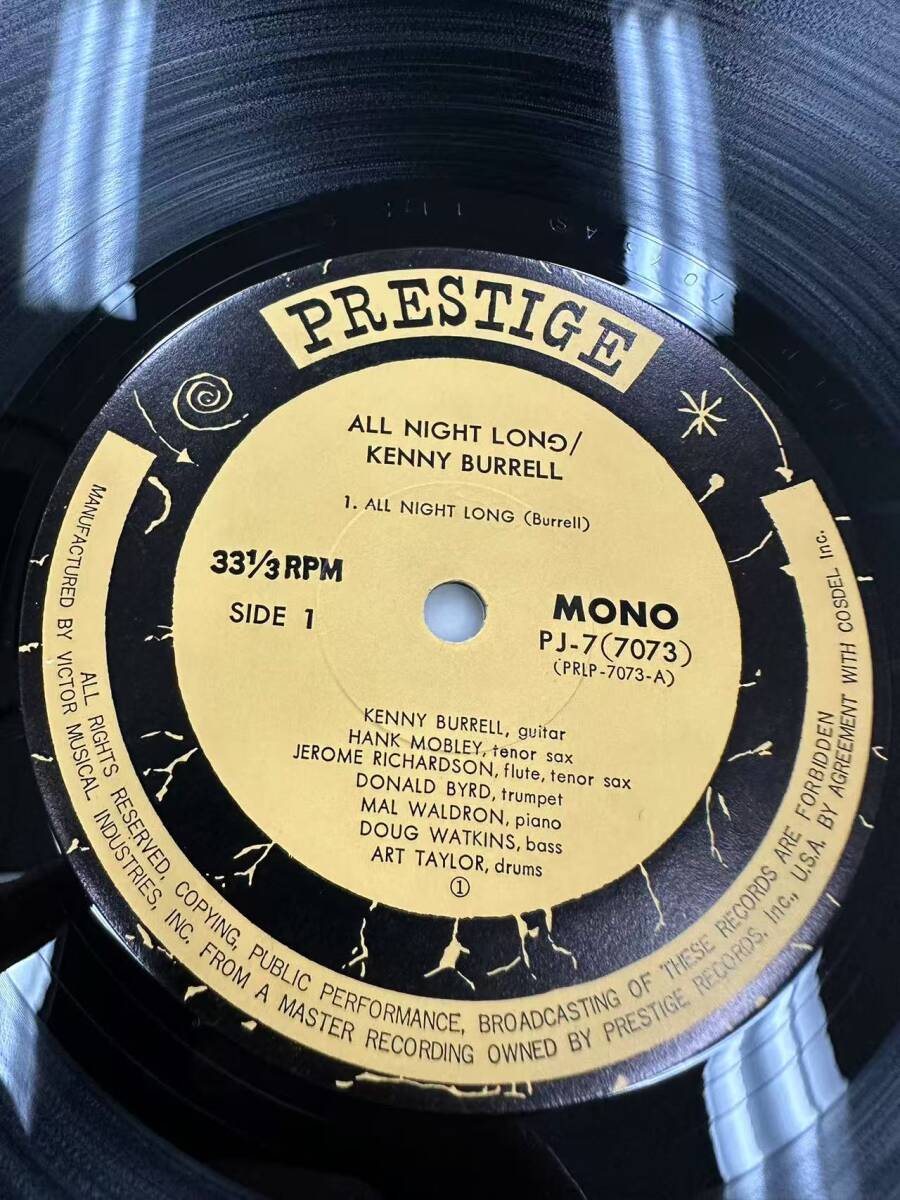 PRESTIGE
ALL NIGHT LONG/
KENNY BURRELL
1. ALL NIGHT LONG (Burrell)
33 1/3 RPM
SIDE 1
MONO
PJ-7(7073)
(PRLP-7073-A)
KENNY BURRELL, guitar
HANK MOBLEY, tenor sax
JEROME RICHARDSON, flute, tenor sax
DONALD BYRD, trumpet
MAL WALDRON, piano
DOUG WATKINS, bass
ART TAYLOR, drums
①
ALL RIGHTS RESERVED, COPYING, PUBLIC PERFORMANCE, BROADCASTING OF THESE RECORDS ARE FORBIDDEN
MANUFACTURED BY VICTOR MUSICAL INDUSTRIES, INC. FROM A MASTER RECORDING OWNED BY PRESTIGE RECORDS, Inc., U.S.A. BY AGREEMENT WITH COSDEL Inc.